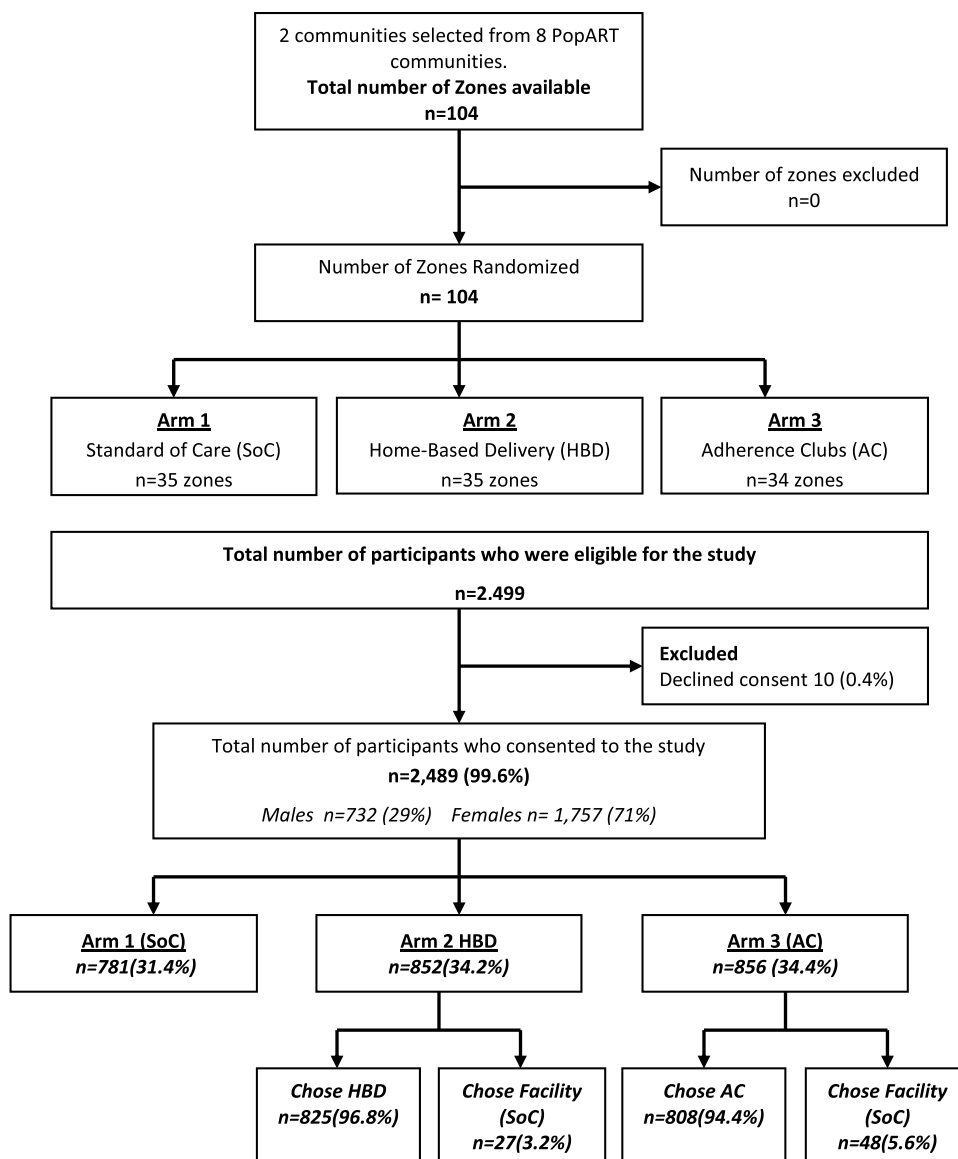 2 communities selected from 8 PopART
communities.
Total number of Zones available
n=104
Number of zones excluded
n=0
Number of Zones Randomized
n= 104
Arm 1
Standard of Care (SoC)
n=35 zones
Arm 2
Home-Based Delivery (HBD)
n=35 zones
Arm 3
Adherence Clubs (AC)
n=34 zones
Total number of participants who were eligible for the study
n=2.499
Excluded
Declined consent 10 (0.4%)
Total number of participants who consented to the study
n=2,489 (99.6%)
Males  n=732 (29%)    Females n= 1,757 (71%)
Arm 1 (SoC)
n=781(31.4%)
Arm 2 HBD
n=852(34.2%)
Arm 3 (AC)
n=856 (34.4%)
Chose HBD
n=825(96.8%)
Chose Facility
(SoC)
n=27(3.2%)
Chose AC
n=808(94.4%)
Chose Facility
(SoC)
n=48(5.6%)